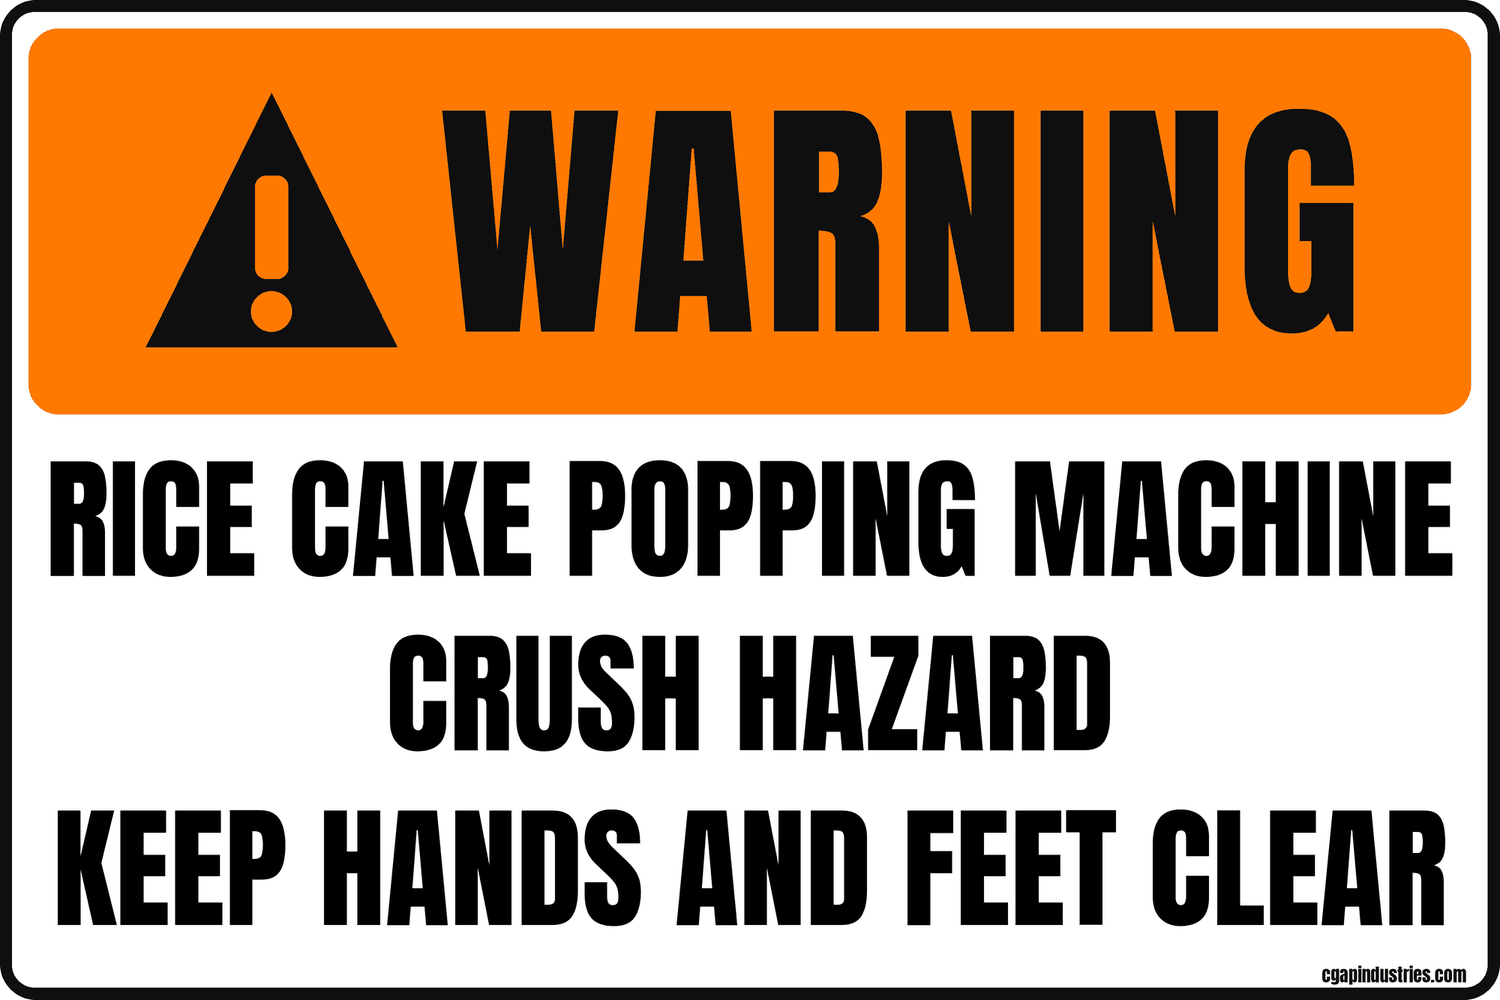 WARNING
RICE CAKE POPPING MACHINE
CRUSH HAZARD
KEEP HANDS AND FEET CLEAR
cgapindustries.com